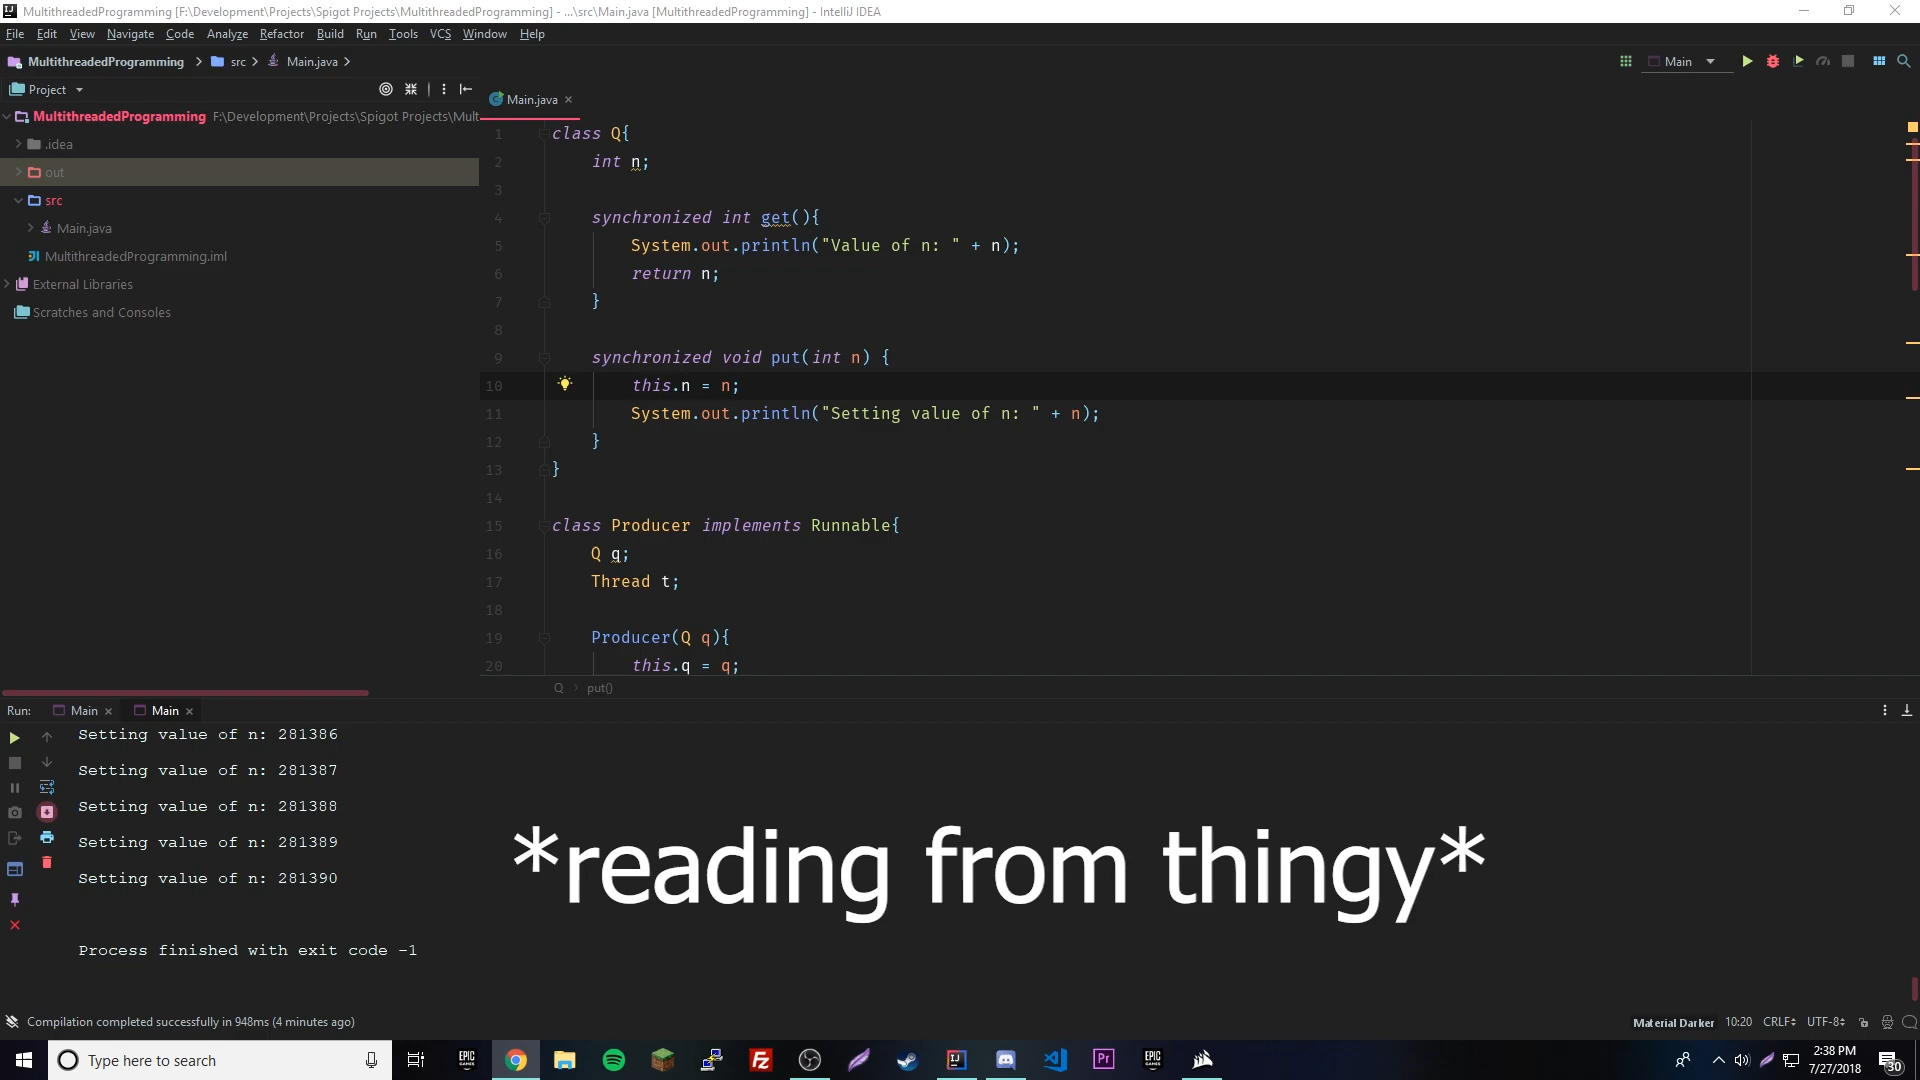 MultithreadedProgramming [F:\Development\Projects\Spigot Projects\MultithreadedProgramming] - ...\src\Main.java [MultithreadedProgramming] - IntelliJ IDEA
File Edit View Navigate Code Analyze Refactor Build Run Tools VCS Window Help
MultithreadedProgramming src Main.java
Main
Project
Main.java
MultithreadedProgramming F:\Development\Projects\Spigot Projects\Mult
.idea
out
src
Main.java
MultithreadedProgramming.iml
External Libraries
Scratches and Consoles
1 class Q{
2 int n;
3
4 synchronized int get(){
5 System.out.println("Value of n: " + n);
6 return n;
7 }
8
9 synchronized void put(int n) {
10 this.n = n;
11 System.out.println("Setting value of n: " + n);
12 }
13 }
14
15 class Producer implements Runnable{
16 Q q;
17 Thread t;
18
19 Producer(Q q){
20 this.q = q;
Q › put()
Run: Main Main
Setting value of n: 281386
Setting value of n: 281387
Setting value of n: 281388
Setting value of n: 281389
Setting value of n: 281390
Process finished with exit code -1
*reading from thingy*
Compilation completed successfully in 948ms (4 minutes ago)
Material Darker 10:20 CRLF UTF-8
Type here to search
EPIC GAMES
FZ
IJ
Pr
EPIC GAMES
2:38 PM
7/27/2018
30